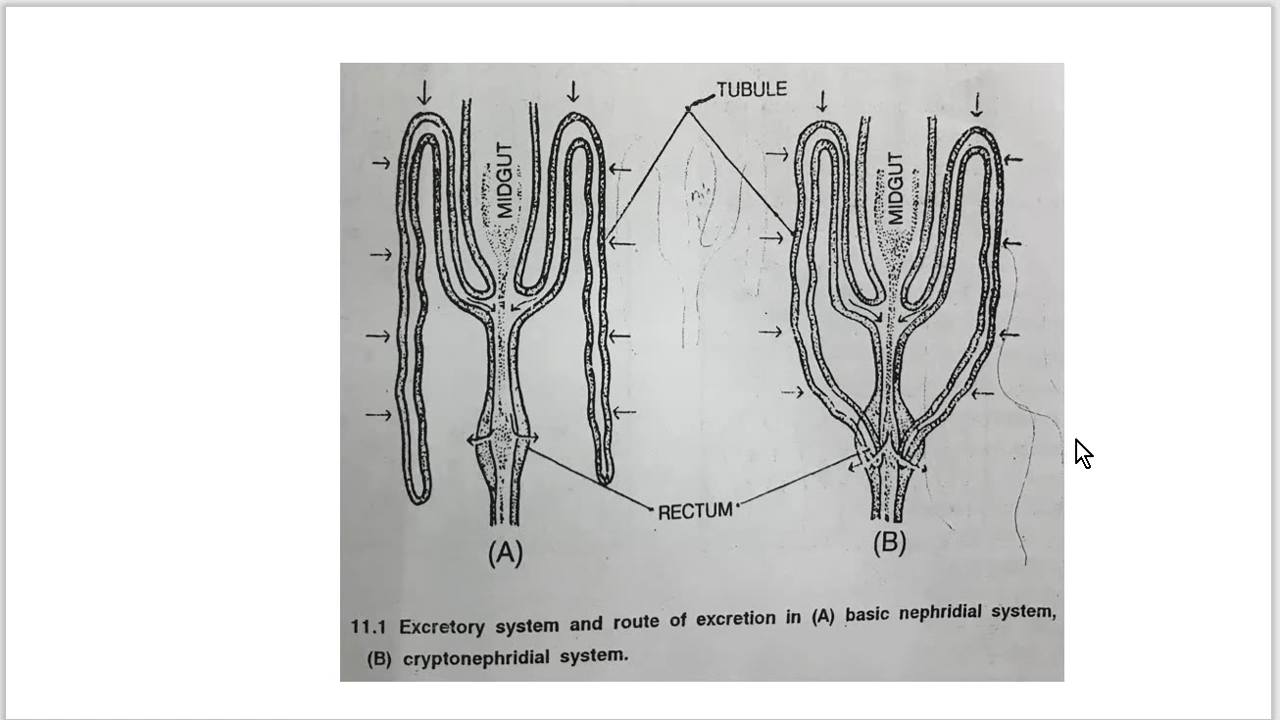 TUBULE
MIDGUT
MIDGUT
RECTUM
(A)
(B)
11.1 Excretory system and route of excretion in (A) basic nephridial system,
(B) cryptonephridial system.